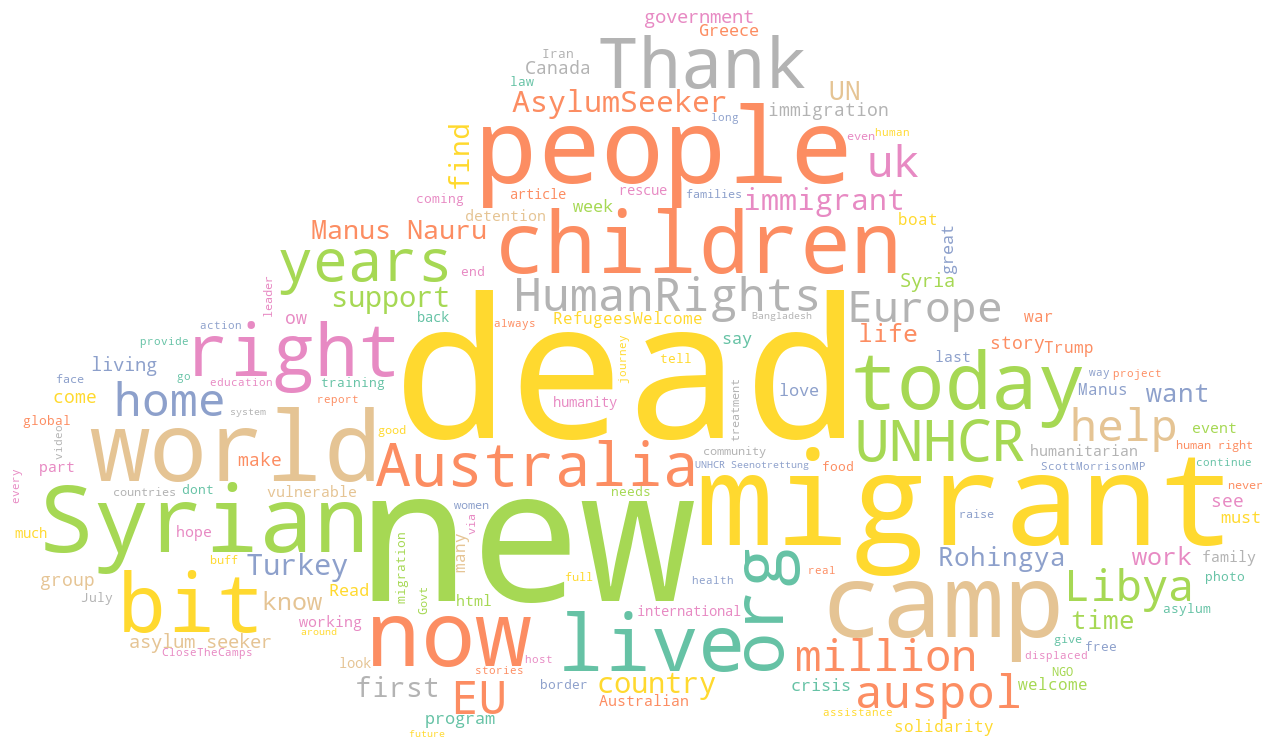 government
Greece
Iran
Thank
Canada
law
UN
AsylumSeeker
immigration
long
people
even
human
find
uk
coming
article
rescue
families
immigrant
detention
week
boat
Manus Nauru
children
great
years
end
HumanRights
Syria
Europe
leader
support
back
always
RefugeesWelcome
Bangladesh
ow
action
war
provide
right
say
life
story
Trump
living
go
journey
tell
last
today
face
education
training
love
way
project
come
home
report
humanity
treatment
Manus
want
global
system
dead
help
event
video
world
good
UNHCR
make
community
humanitarian
human right
part
Australia
UNHCR Seenotrettung
food
ScottMorrisonMP
continue
every
countries
dont
vulnerable
needs
migrant
never
Syrian
new
women
see
much
hope
via
raise
must
many
buff
Turkey
migration
org
Rohingya
work
family
group
bit
full
health
real
camp
Libya
photo
July
know
Read
Govt
html
asylum
working
international
time
asylum seeker
around
now
live
give
free
CloseTheCamps
look
host
million
displaced
stories
NGO
first
EU
border
country
crisis
auspol
welcome
Australian
program
assistance
solidarity
future